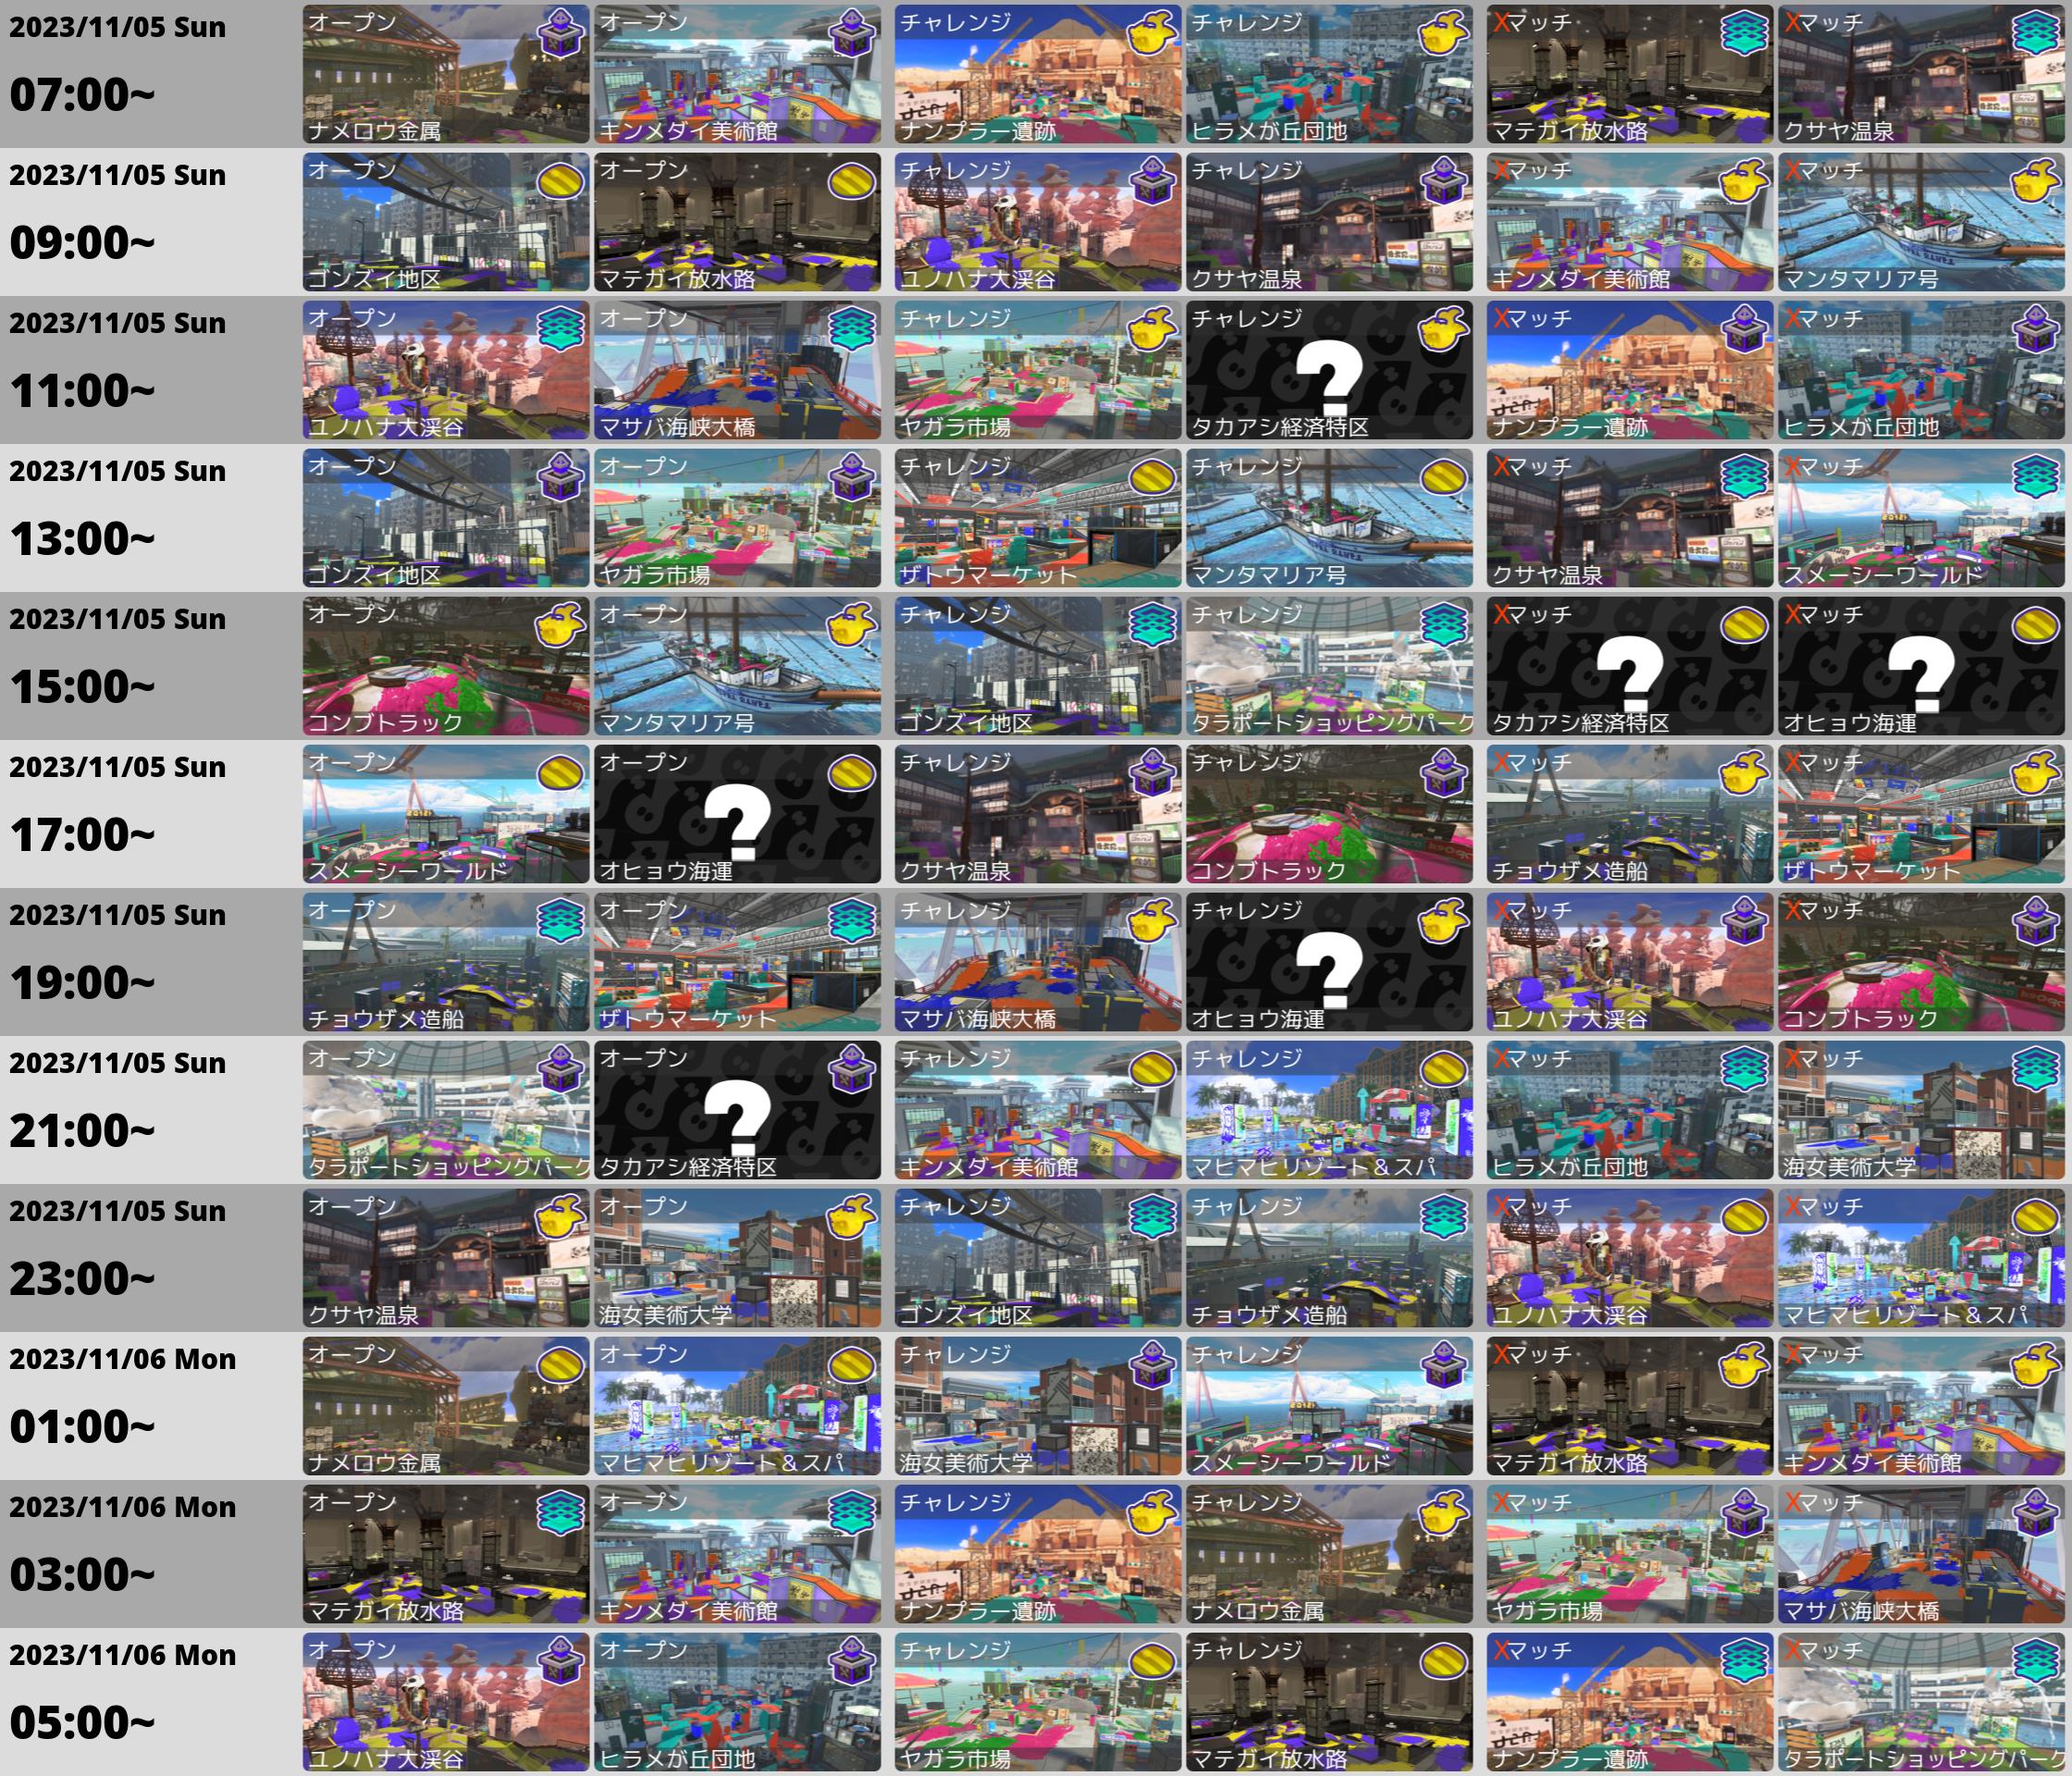 2023/11/05 Sun
07:00~
オープン
ナメロウ金属
オープン
キンメダイ美術館
チャレンジ
ナンプラー遺跡
チャレンジ
ヒラメが丘団地
Xマッチ
マテガイ放水路
Xマッチ
クサヤ温泉
2023/11/05 Sun
09:00~
オープン
ゴンズイ地区
オープン
マテガイ放水路
チャレンジ
ユノハナ大渓谷
チャレンジ
クサヤ温泉
Xマッチ
キンメダイ美術館
Xマッチ
マンタマリア号
2023/11/05 Sun
11:00~
オープン
ユノハナ大渓谷
オープン
マサバ海峡大橋
チャレンジ
ヤガラ市場
チャレンジ
?
タカアシ経済特区
Xマッチ
ナンプラー遺跡
Xマッチ
ヒラメが丘団地
2023/11/05 Sun
13:00~
オープン
ゴンズイ地区
オープン
ヤガラ市場
チャレンジ
ザトウマーケット
チャレンジ
マンタマリア号
Xマッチ
クサヤ温泉
Xマッチ
スメーシーワールド
2023/11/05 Sun
15:00~
オープン
コンブトラック
オープン
マンタマリア号
チャレンジ
ゴンズイ地区
チャレンジ
タラポートショッピングパーク
Xマッチ
?
タカアシ経済特区
Xマッチ
?
オヒョウ海運
2023/11/05 Sun
17:00~
オープン
スメーシーワールド
オープン
?
オヒョウ海運
チャレンジ
クサヤ温泉
チャレンジ
コンブトラック
Xマッチ
チョウザメ造船
Xマッチ
ザトウマーケット
2023/11/05 Sun
19:00~
オープン
チョウザメ造船
オープン
ザトウマーケット
チャレンジ
マサバ海峡大橋
チャレンジ
?
オヒョウ海運
Xマッチ
ユノハナ大渓谷
Xマッチ
コンブトラック
2023/11/05 Sun
21:00~
オープン
タラポートショッピングパーク
オープン
?
タカアシ経済特区
チャレンジ
キンメダイ美術館
チャレンジ
マヒマヒリゾート＆スパ
Xマッチ
ヒラメが丘団地
Xマッチ
海女美術大学
2023/11/05 Sun
23:00~
オープン
クサヤ温泉
オープン
海女美術大学
チャレンジ
ゴンズイ地区
チャレンジ
チョウザメ造船
Xマッチ
ユノハナ大渓谷
Xマッチ
マヒマヒリゾート＆スパ
2023/11/06 Mon
01:00~
オープン
ナメロウ金属
オープン
マヒマヒリゾート＆スパ
チャレンジ
海女美術大学
チャレンジ
スメーシーワールド
Xマッチ
マテガイ放水路
Xマッチ
キンメダイ美術館
2023/11/06 Mon
03:00~
オープン
マテガイ放水路
オープン
キンメダイ美術館
チャレンジ
ナンプラー遺跡
チャレンジ
ナメロウ金属
Xマッチ
ヤガラ市場
Xマッチ
マサバ海峡大橋
2023/11/06 Mon
05:00~
オープン
ユノハナ大渓谷
オープン
ヒラメが丘団地
チャレンジ
ヤガラ市場
チャレンジ
マテガイ放水路
Xマッチ
ナンプラー遺跡
Xマッチ
タラポートショッピングパーク